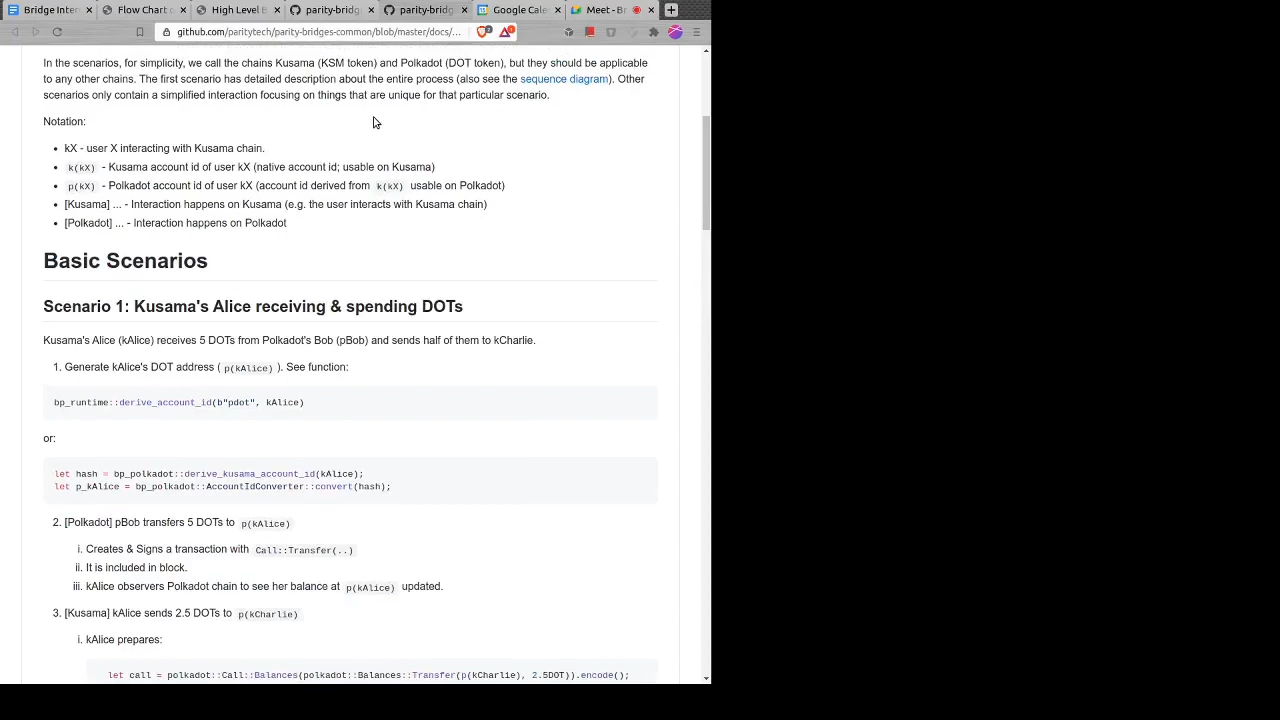 Bridge Inter
Flow Chart o
High Level B
parity-bridg
parity-bridg
Google Cale
Meet - Br
github.com/paritytech/parity-bridges-common/blob/master/docs/...
In the scenarios, for simplicity, we call the chains Kusama (KSM token) and Polkadot (DOT token), but they should be applicable
to any other chains. The first scenario has detailed description about the entire process (also see the sequence diagram). Other
scenarios only contain a simplified interaction focusing on things that are unique for that particular scenario.
Notation:
• kX - user X interacting with Kusama chain.
• k(kX) - Kusama account id of user kX (native account id; usable on Kusama)
• p(kX) - Polkadot account id of user kX (account id derived from k(kX) usable on Polkadot)
• [Kusama] ... - Interaction happens on Kusama (e.g. the user interacts with Kusama chain)
• [Polkadot] ... - Interaction happens on Polkadot
Basic Scenarios
Scenario 1: Kusama's Alice receiving & spending DOTs
Kusama's Alice (kAlice) receives 5 DOTs from Polkadot's Bob (pBob) and sends half of them to kCharlie.
1. Generate kAlice's DOT address ( p(kAlice) ). See function:
bp_runtime::derive_account_id(b"pdot", kAlice)
or:
let hash = bp_polkadot::derive_kusama_account_id(kAlice);
let p_kAlice = bp_polkadot::AccountIdConverter::convert(hash);
2. [Polkadot] pBob transfers 5 DOTs to p(kAlice)
i. Creates & Signs a transaction with Call::Transfer(..)
ii. It is included in block.
iii. kAlice observers Polkadot chain to see her balance at p(kAlice) updated.
3. [Kusama] kAlice sends 2.5 DOTs to p(kCharlie)
i. kAlice prepares:
let call = polkadot::Call::Balances(polkadot::Balances::Transfer(p(kCharlie), 2.5DOT)).encode();